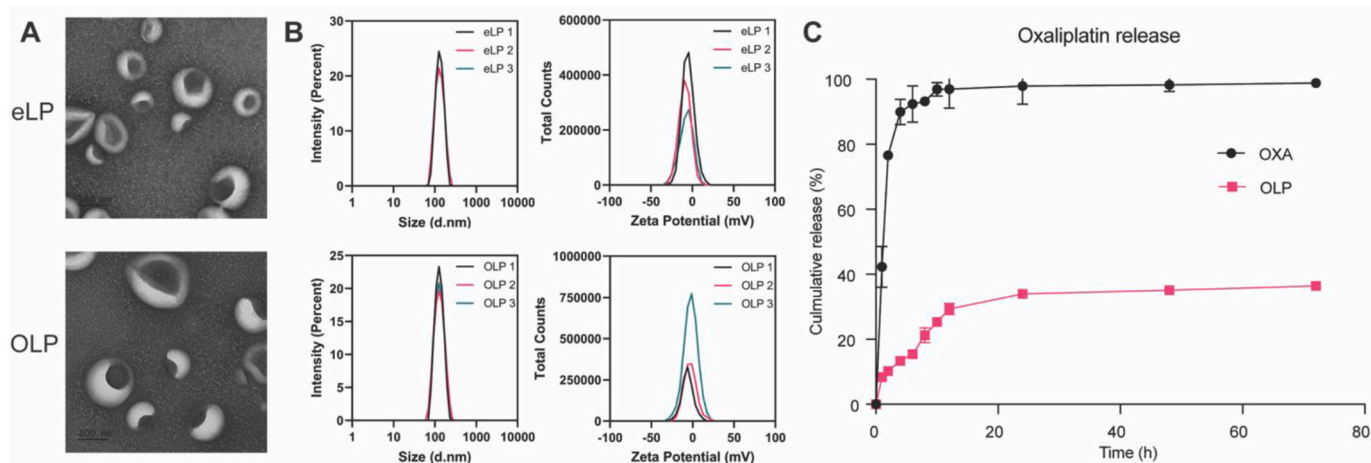 A
eLP
OLP
100 nm
B
Intensity (Percent)
30
20
10
0
1
10
100
1000
10000
Size (d.nm)
eLP 1
eLP 2
eLP 3
Total Counts
600000
400000
200000
0
-100
-50
0
50
100
Zeta Potential (mV)
eLP 1
eLP 2
eLP 3
Intensity (Percent)
25
20
15
10
5
0
1
10
100
1000
10000
Size (d.nm)
OLP 1
OLP 2
OLP 3
Total Counts
1000000
750000
500000
250000
0
-100
-50
0
50
100
Zeta Potential (mV)
OLP 1
OLP 2
OLP 3
C
Oxaliplatin release
Culmulative release (%)
100
80
60
40
20
0
0
20
40
60
80
Time (h)
OXA
OLP